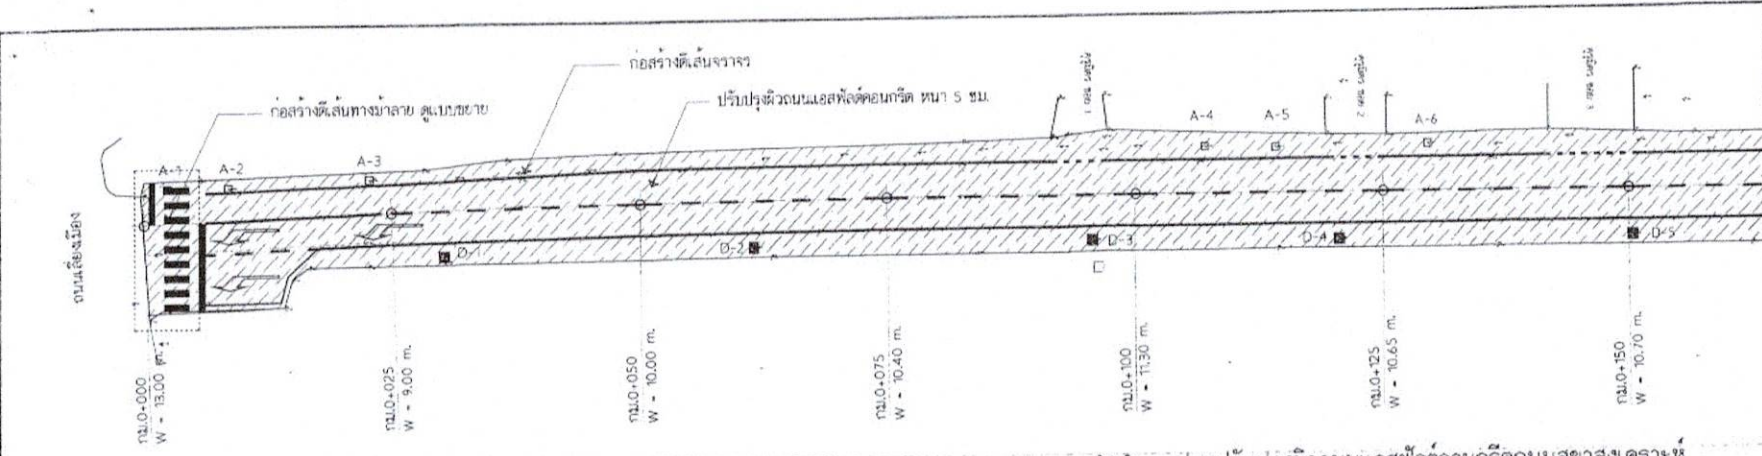 ก่อสร้างตีเส้นจราจร
ปรับปรุงผิวถนนแอสฟัลต์คอนกรีต หนา 5 ซม.
ก่อสร้างตีเส้นทางม้าลาย ดูแบบขยาย
A-1
A-2
A-3
A-4
A-5
A-6
ถนนเลี่ยงเมือง
D-1
D-2
D-3
D-4
D-5
กม.0+000
W - 13.00 m.
กม.0+025
W - 9.00 m.
กม.0+050
W - 10.00 m.
กม.0+075
W - 10.40 m.
กม.0+100
W - 11.30 m.
กม.0+125
W - 10.65 m.
กม.0+150
W - 10.70 m.